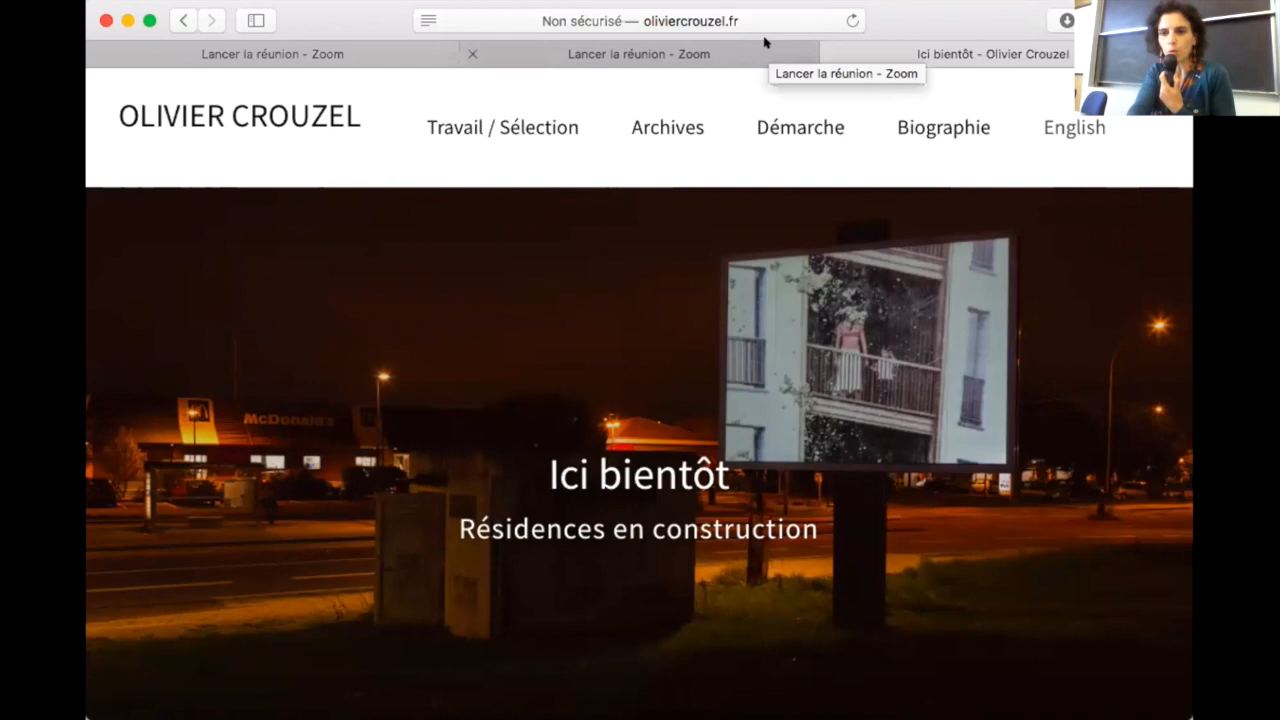 Non sécurisé — oliviercrouzel.fr
Lancer la réunion - Zoom
Lancer la réunion - Zoom
Ici bientôt - Olivier Crouzel
Lancer la réunion - Zoom
OLIVIER CROUZEL
Travail / Sélection
Archives
Démarche
Biographie
English
McDonald's
Ici bientôt
Résidences en construction